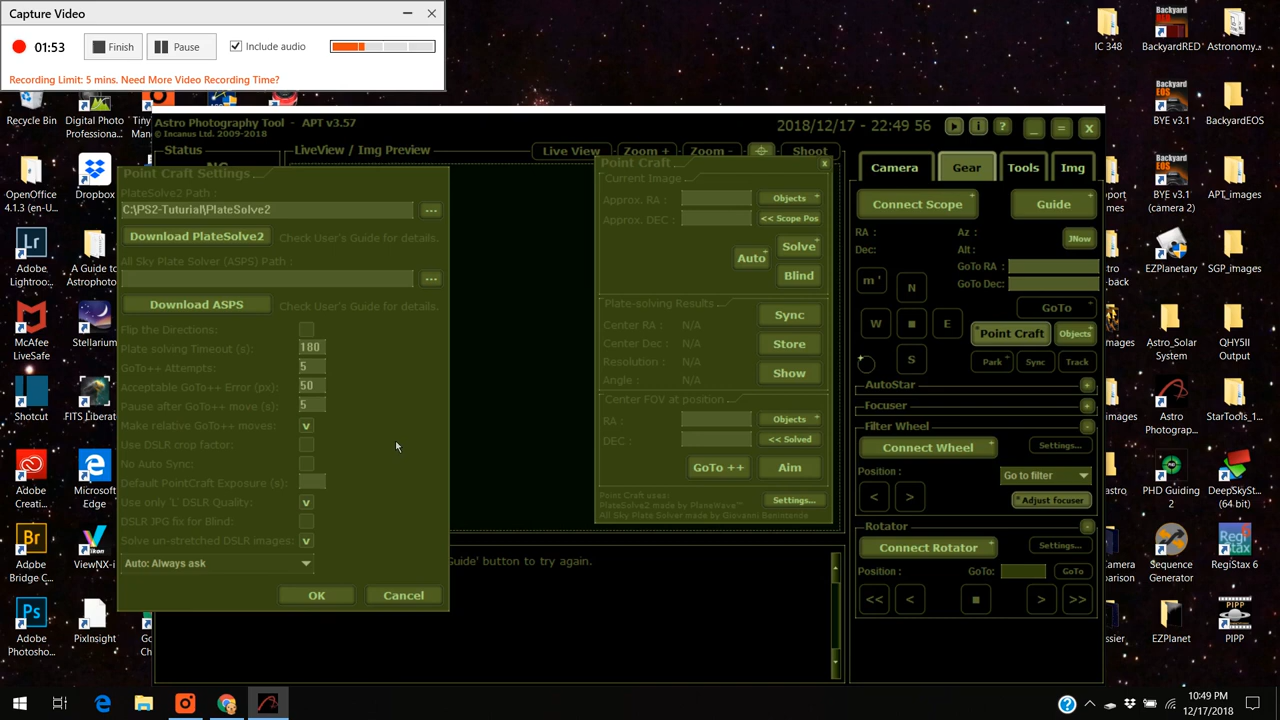 Capture Video
01:53
Finish
Pause
Include audio
Recording Limit: 5 mins. Need More Video Recording Time?
Recycle Bin
Digital Photo Professiona...
Tiny
OpenOffice 4.1.3 (en-U...
Dropbox
Adobe Lightroo...
A Guide to Astrophot...
McAfee LiveSafe
Stellarium
Shotcut
FITS Liberat
Adobe Creati...
Microsoft Edge
Adobe Bridge C...
ViewNX-i
Adobe Ps...
PixInsight
Astro Photography Tool - APT v3.57
© Incanus Ltd. 2009-2018
2018/12/17 - 22:49 56
Status
LiveView / Img Preview
Live View
Zoom +
Zoom -
Shoot
Point Craft Settings
PlateSolve2 Path :
C:\PS2-Tuturial\PlateSolve2
...
Download PlateSolve2
Check User's Guide for details.
All Sky Plate Solver (ASPS) Path :
...
Download ASPS
Check User's Guide for details.
Flip the Directions:
Plate solving Timeout (s): 180
GoTo++ Attempts: 5
Acceptable GoTo++ Error (px): 50
Pause after GoTo++ move (s): 5
Make relative GoTo++ moves: v
Use DSLR crop factor:
No Auto Sync:
Default PointCraft Exposure (s):
Use only 'L' DSLR Quality: v
DSLR JPG fix for Blind:
Solve un-stretched DSLR images: v
Auto: Always ask
OK
Cancel
Guide' button to try again.
Point Craft
x
Current Image
Approx. RA :
Objects
Approx. DEC :
<< Scope Pos
Auto
Solve
Blind
Plate-solving Results
Center RA : N/A
Center Dec : N/A
Resolution : N/A
Angle : N/A
Sync
Store
Show
Center FOV at position
RA :
Objects
DEC :
<< Solved
GoTo ++
Aim
Point Craft uses:
PlateSolve2 made by PlaneWave™
All Sky Plate Solver made by Giovanni Benintende
Settings...
Camera
Gear
Tools
Img
Connect Scope
Guide
RA :
Az :
Dec:
Alt :
JNow
GoTo RA :
GoTo Dec:
m'
N
W
E
S
GoTo
Point Craft
Objects
Park
Sync
Track
AutoStar
Focuser
Filter Wheel
Connect Wheel
Settings...
Position :
Go to filter
<
>
Adjust focuser
Rotator
Connect Rotator
Settings...
Position :
GoTo:
GoTo
<<
<
>
>>
IC 348
BackyardRED
Astronomy...
BYE (camera 1)
BackyardEOS
BYE (camera 2)
APT_images
EZPlanetary
SGP_images
Astro_Solar System
QHY5II Output
Astro
StarTools_1
PHD Guiding 2
DeepSkySt... (64 bit)
Sequence Generator
RegiStax 6
EZPlanet
PIPP
10:49 PM
12/17/2018